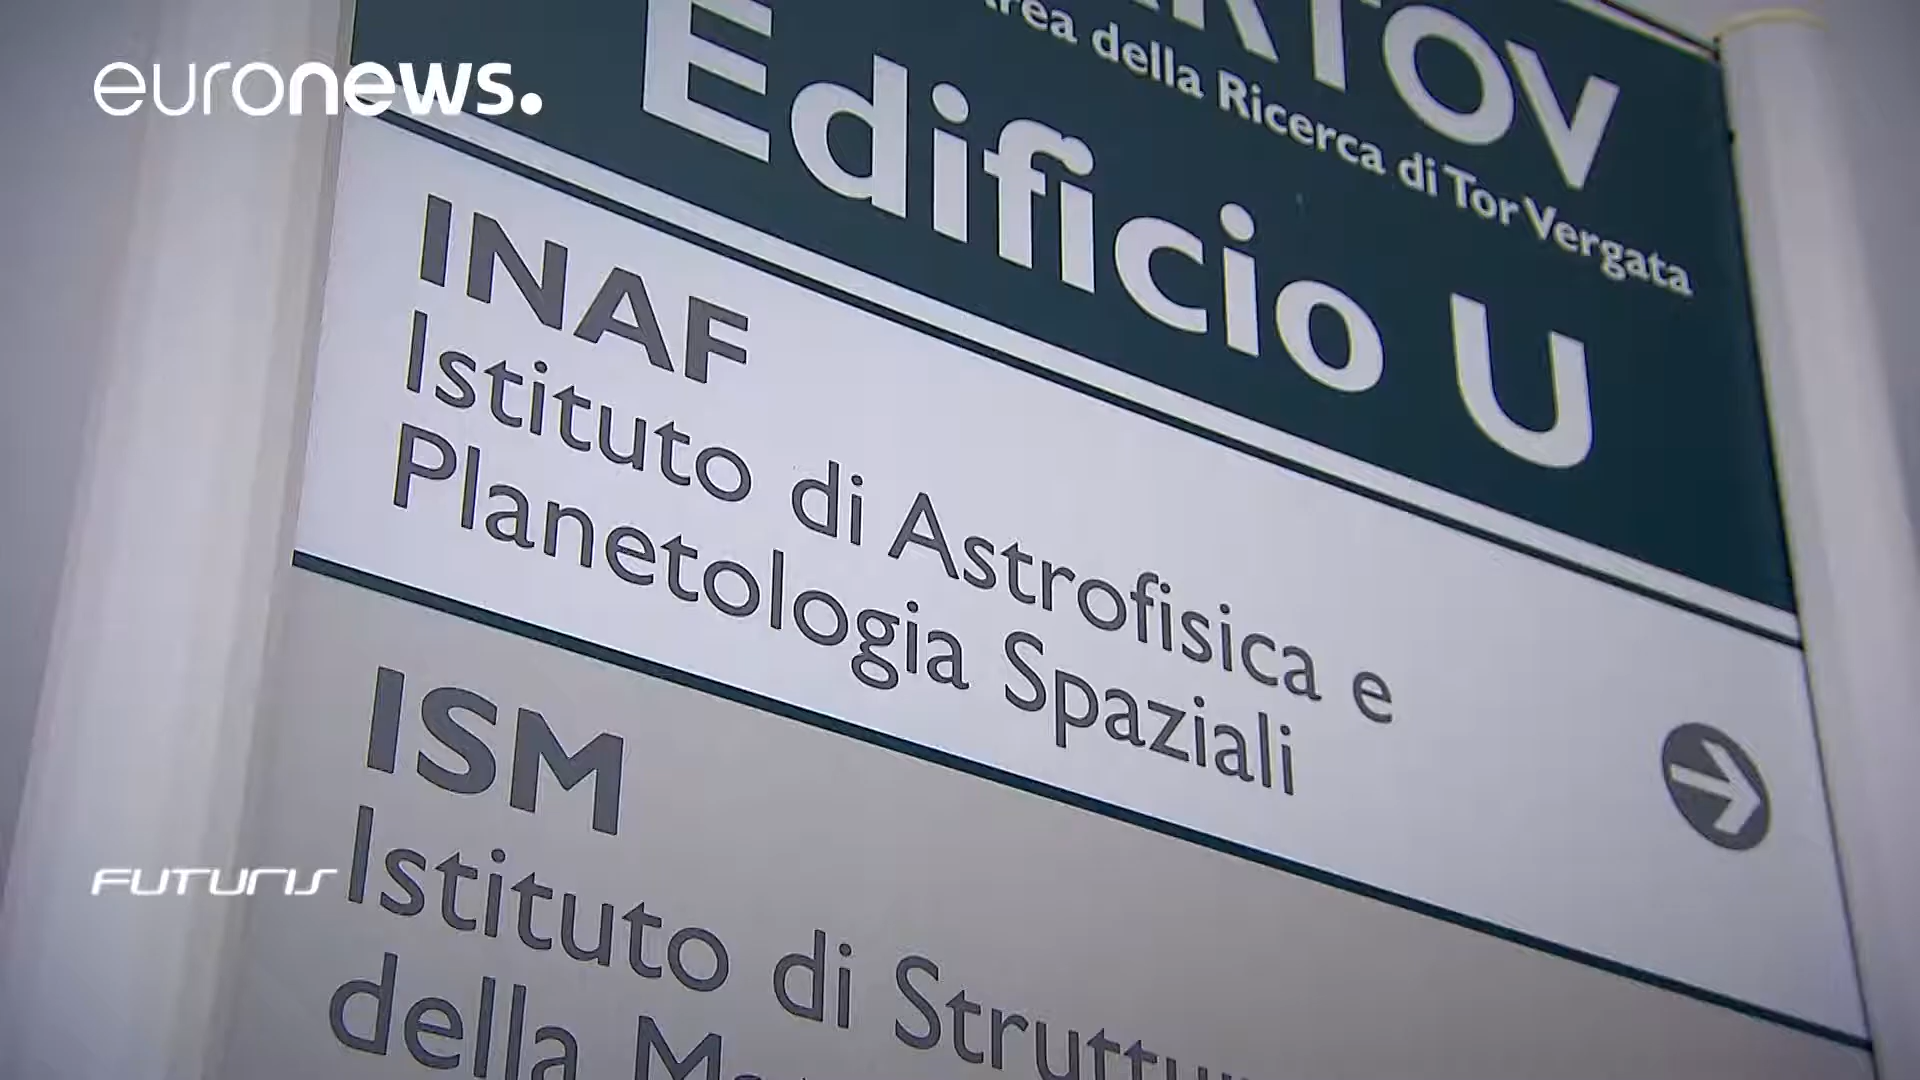 euronews.
Area della Ricerca di Tor Vergata
Edificio U
INAF
Istituto di Astrofisica e
Planetologia Spaziali
ISM
Istituto di
della
FUTURIS